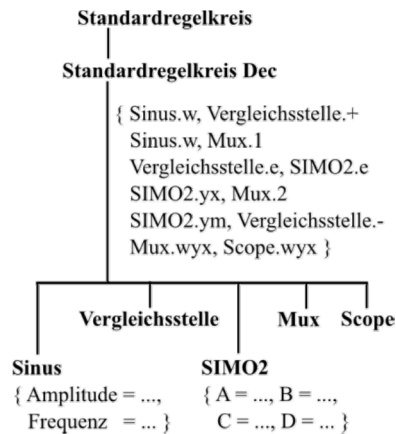 Standardregelkreis
Standardregelkreis Dec
{ Sinus.w, Vergleichsstelle.+
Sinus.w, Mux.1
Vergleichsstelle.e, SIMO2.e
SIMO2.yx, Mux.2
SIMO2.ym, Vergleichsstelle.-
Mux.wyx, Scope.wyx }
Vergleichsstelle Mux Scope
Sinus SIMO2
{ Amplitude = ..., { A = ..., B = ...,
Frequenz = ... } C = ..., D = ... }